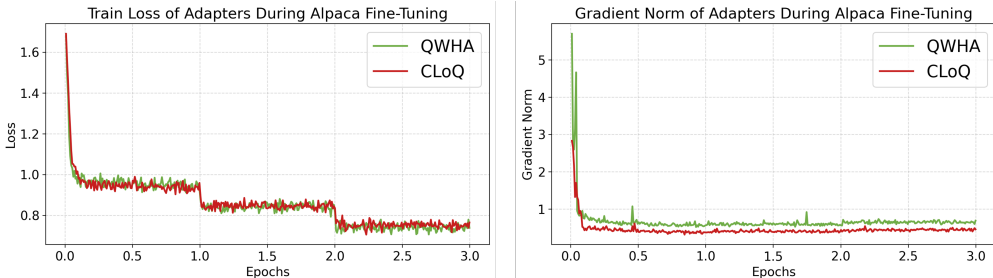 Train Loss of Adapters During Alpaca Fine-Tuning
QWHA
CLoQ
Loss
1.6
1.4
1.2
1.0
0.8
0.0 0.5 1.0 1.5 2.0 2.5 3.0
Epochs
Gradient Norm of Adapters During Alpaca Fine-Tuning
QWHA
CLoQ
Gradient Norm
5
4
3
2
1
0.0 0.5 1.0 1.5 2.0 2.5 3.0
Epochs